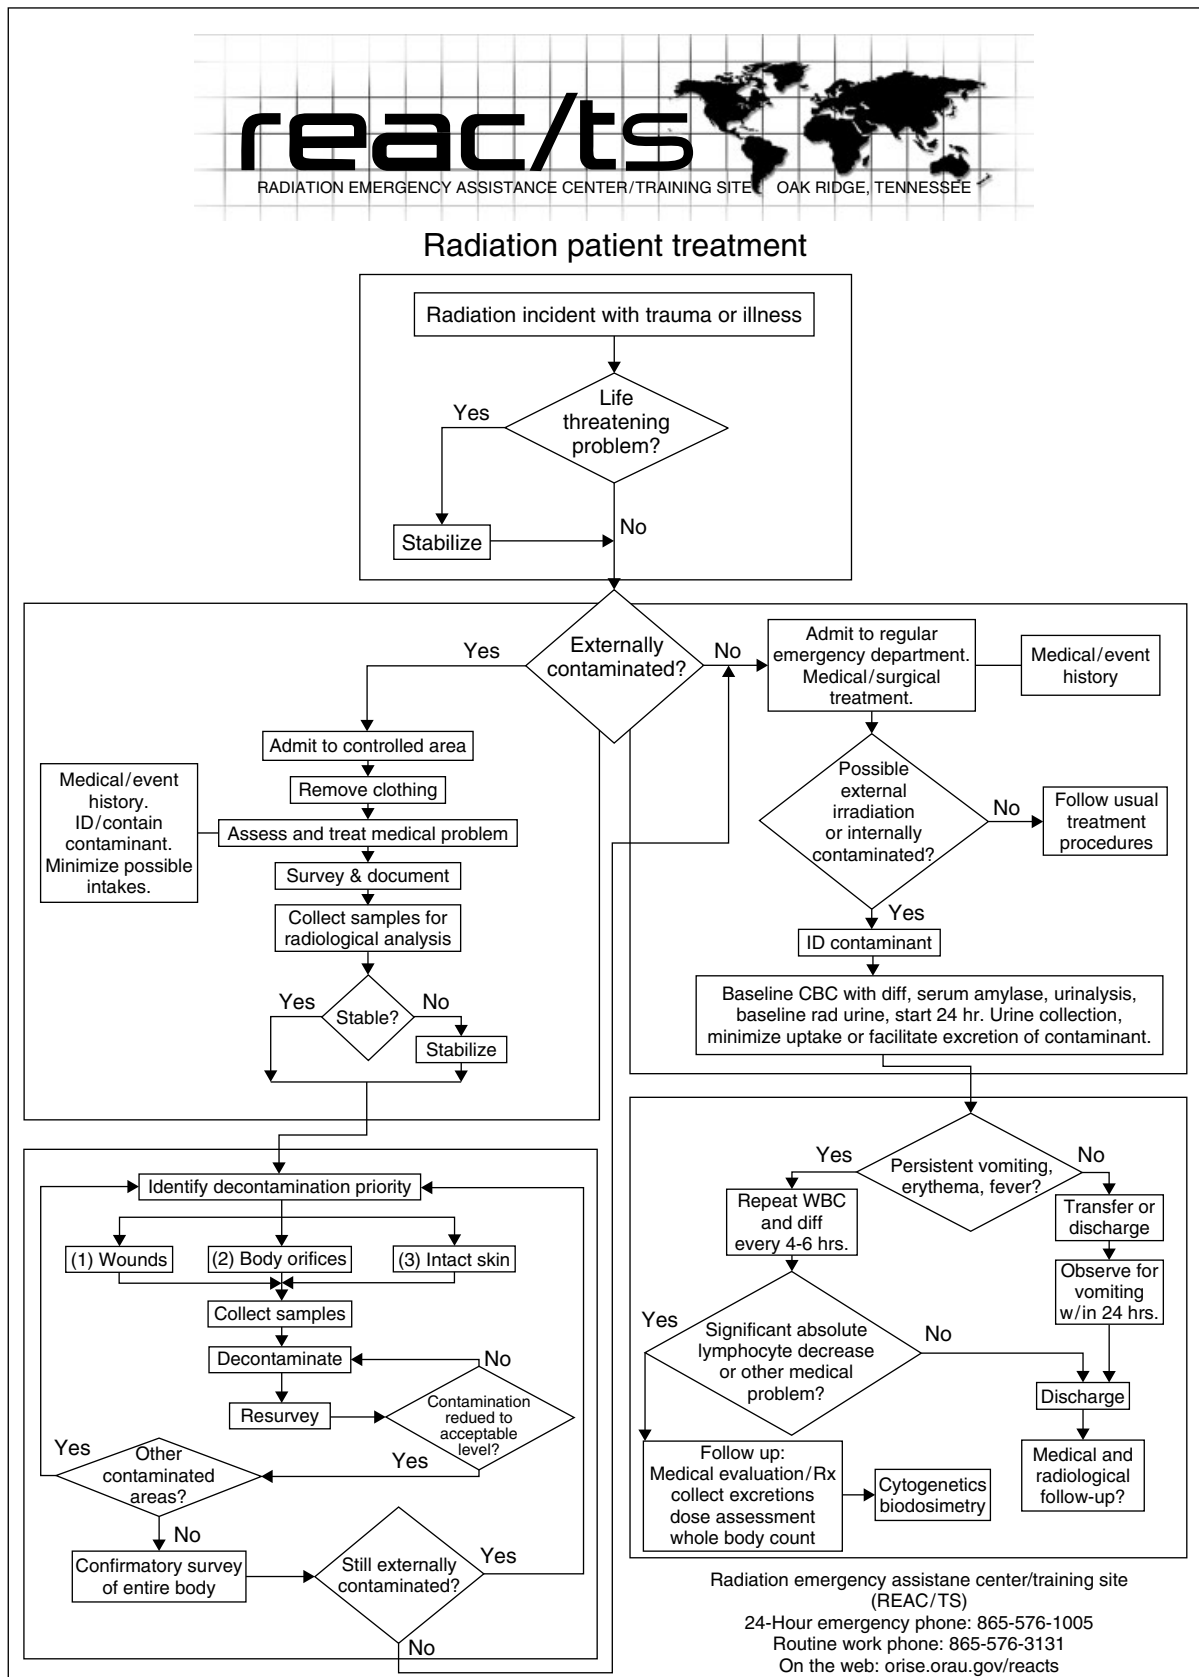 reac/ts
RADIATION EMERGENCY ASSISTANCE CENTER/TRAINING SITE OAK RIDGE, TENNESSEE
Radiation patient treatment
Radiation incident with trauma or illness
Life
threatening
problem?
Yes
No
Stabilize
Externally
contaminated?
Yes
No
Admit to controlled area
Remove clothing
Assess and treat medical problem
Medical/event
history.
ID/contain
contaminant.
Minimize possible
intakes.
Survey & document
Collect samples for
radiological analysis
Stable?
Yes
No
Stabilize
Admit to regular
emergency department.
Medical/surgical
treatment.
Medical/event
history
Possible
external
irradiation
or internally
contaminated?
No
Follow usual
treatment
procedures
Yes
ID contaminant
Baseline CBC with diff, serum amylase, urinalysis,
baseline rad urine, start 24 hr. Urine collection,
minimize uptake or facilitate excretion of contaminant.
Identify decontamination priority
(1) Wounds
(2) Body orifices
(3) Intact skin
Collect samples
Decontaminate
Resurvey
No
Contamination
redued to
acceptable
level?
Yes
Other
contaminated
areas?
Yes
No
Confirmatory survey
of entire body
Still externally
contaminated?
Yes
No
Persistent vomiting,
erythema, fever?
Yes
No
Repeat WBC
and diff
every 4-6 hrs.
Transfer or
discharge
Observe for
vomiting
w/in 24 hrs.
Significant absolute
lymphocyte decrease
or other medical
problem?
Yes
No
Discharge
Medical and
radiological
follow-up?
Follow up:
Medical evaluation/Rx
collect excretions
dose assessment
whole body count
Cytogenetics
biodosimetry
Radiation emergency assistane center/training site
(REAC/TS)
24-Hour emergency phone: 865-576-1005
Routine work phone: 865-576-3131
On the web: orise.orau.gov/reacts